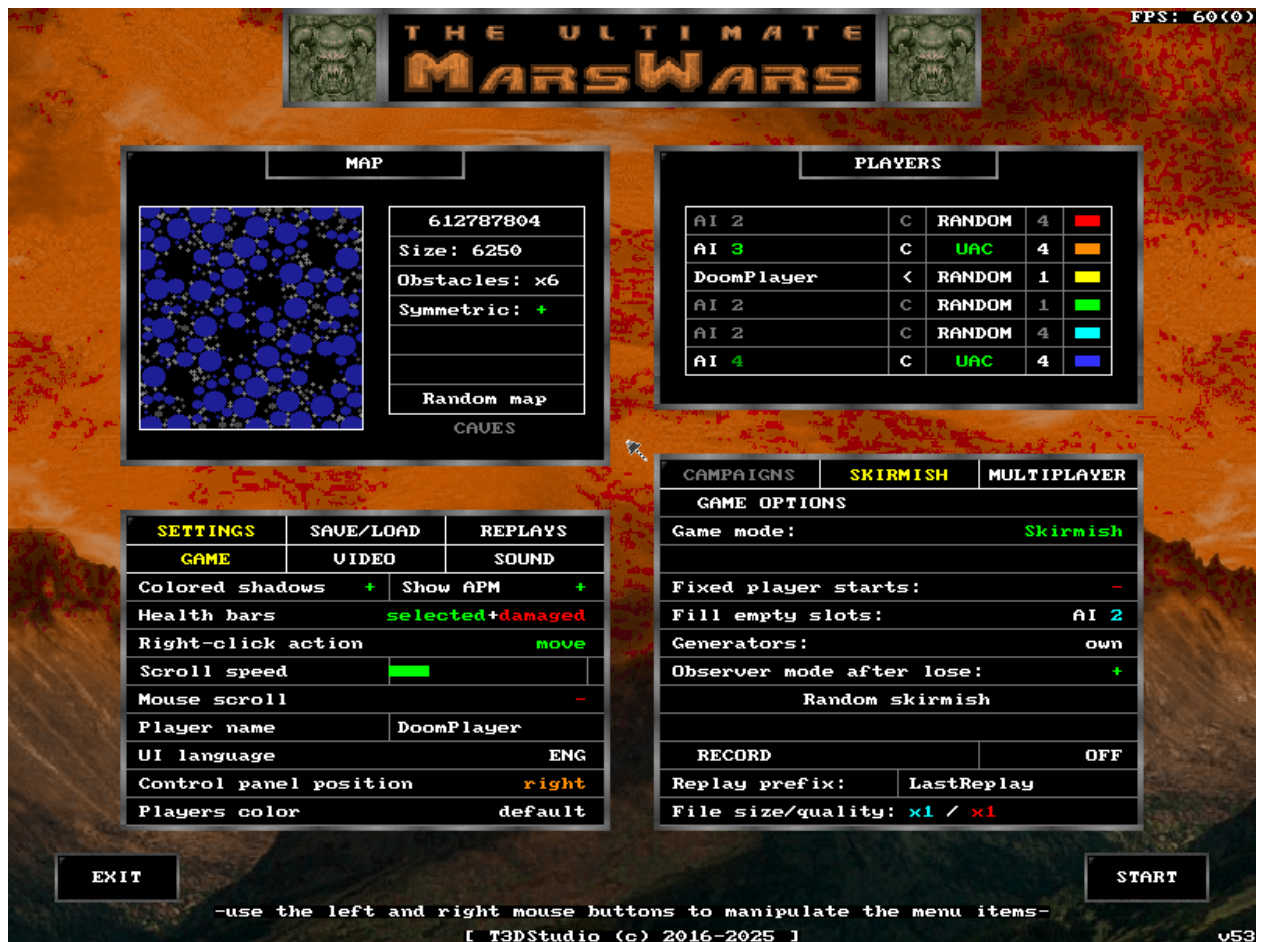 FPS: 60(0)
THE ULTIMATE
MARSWARS
MAP
612787804
Size: 6250
Obstacles: x6
Symmetric: +
Random map
CAVES
PLAYERS
AI 2 C RANDOM 4
AI 3 C UAC 4
DoomPlayer < RANDOM 1
AI 2 C RANDOM 1
AI 2 C RANDOM 4
AI 4 C UAC 4
SETTINGS SAVE/LOAD REPLAYS
GAME VIDEO SOUND
Colored shadows + Show APM +
Health bars selected+damaged
Right-click action move
Scroll speed
Mouse scroll -
Player name DoomPlayer
UI language ENG
Control panel position right
Players color default
CAMPAIGNS SKIRMISH MULTIPLAYER
GAME OPTIONS
Game mode: Skirmish
Fixed player starts: -
Fill empty slots: AI 2
Generators: own
Observer mode after lose: +
Random skirmish
RECORD OFF
Replay prefix: LastReplay
File size/quality: x1 / x1
EXIT
START
-use the left and right mouse buttons to manipulate the menu items-
[ T3DStudio (c) 2016-2025 ]
v53